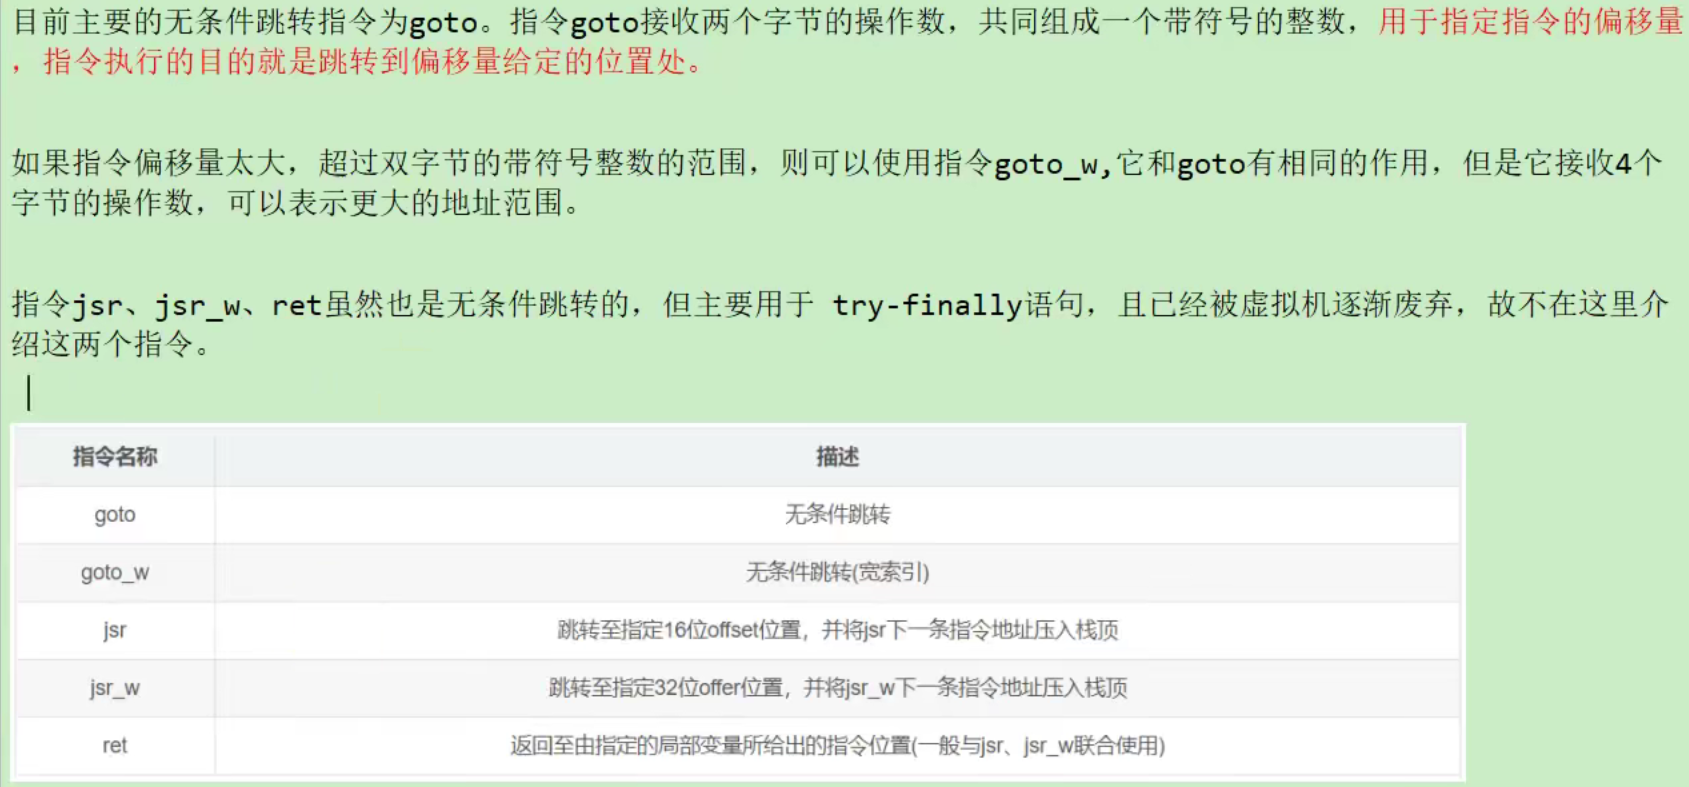 目前主要的无条件跳转指令为goto。指令goto接收两个字节的操作数，共同组成一个带符号的整数，用于指定指令的偏移量
，指令执行的目的就是跳转到偏移量给定的位置处。
如果指令偏移量太大，超过双字节的带符号整数的范围，则可以使用指令goto_w,它和goto有相同的作用，但是它接收4个
字节的操作数，可以表示更大的地址范围。
指令jsr、jsr_w、ret虽然也是无条件跳转的，但主要用于 try-finally语句，且已经被虚拟机逐渐废弃，故不在这里介
绍这两个指令。
指令名称 描述
goto 无条件跳转
goto_w 无条件跳转(宽索引)
jsr 跳转至指定16位offset位置，并将jsr下一条指令地址压入栈顶
jsr_w 跳转至指定32位offer位置，并将jsr_w下一条指令地址压入栈顶
ret 返回至由指定的局部变量所给出的指令位置(一般与jsr、jsr_w联合使用)